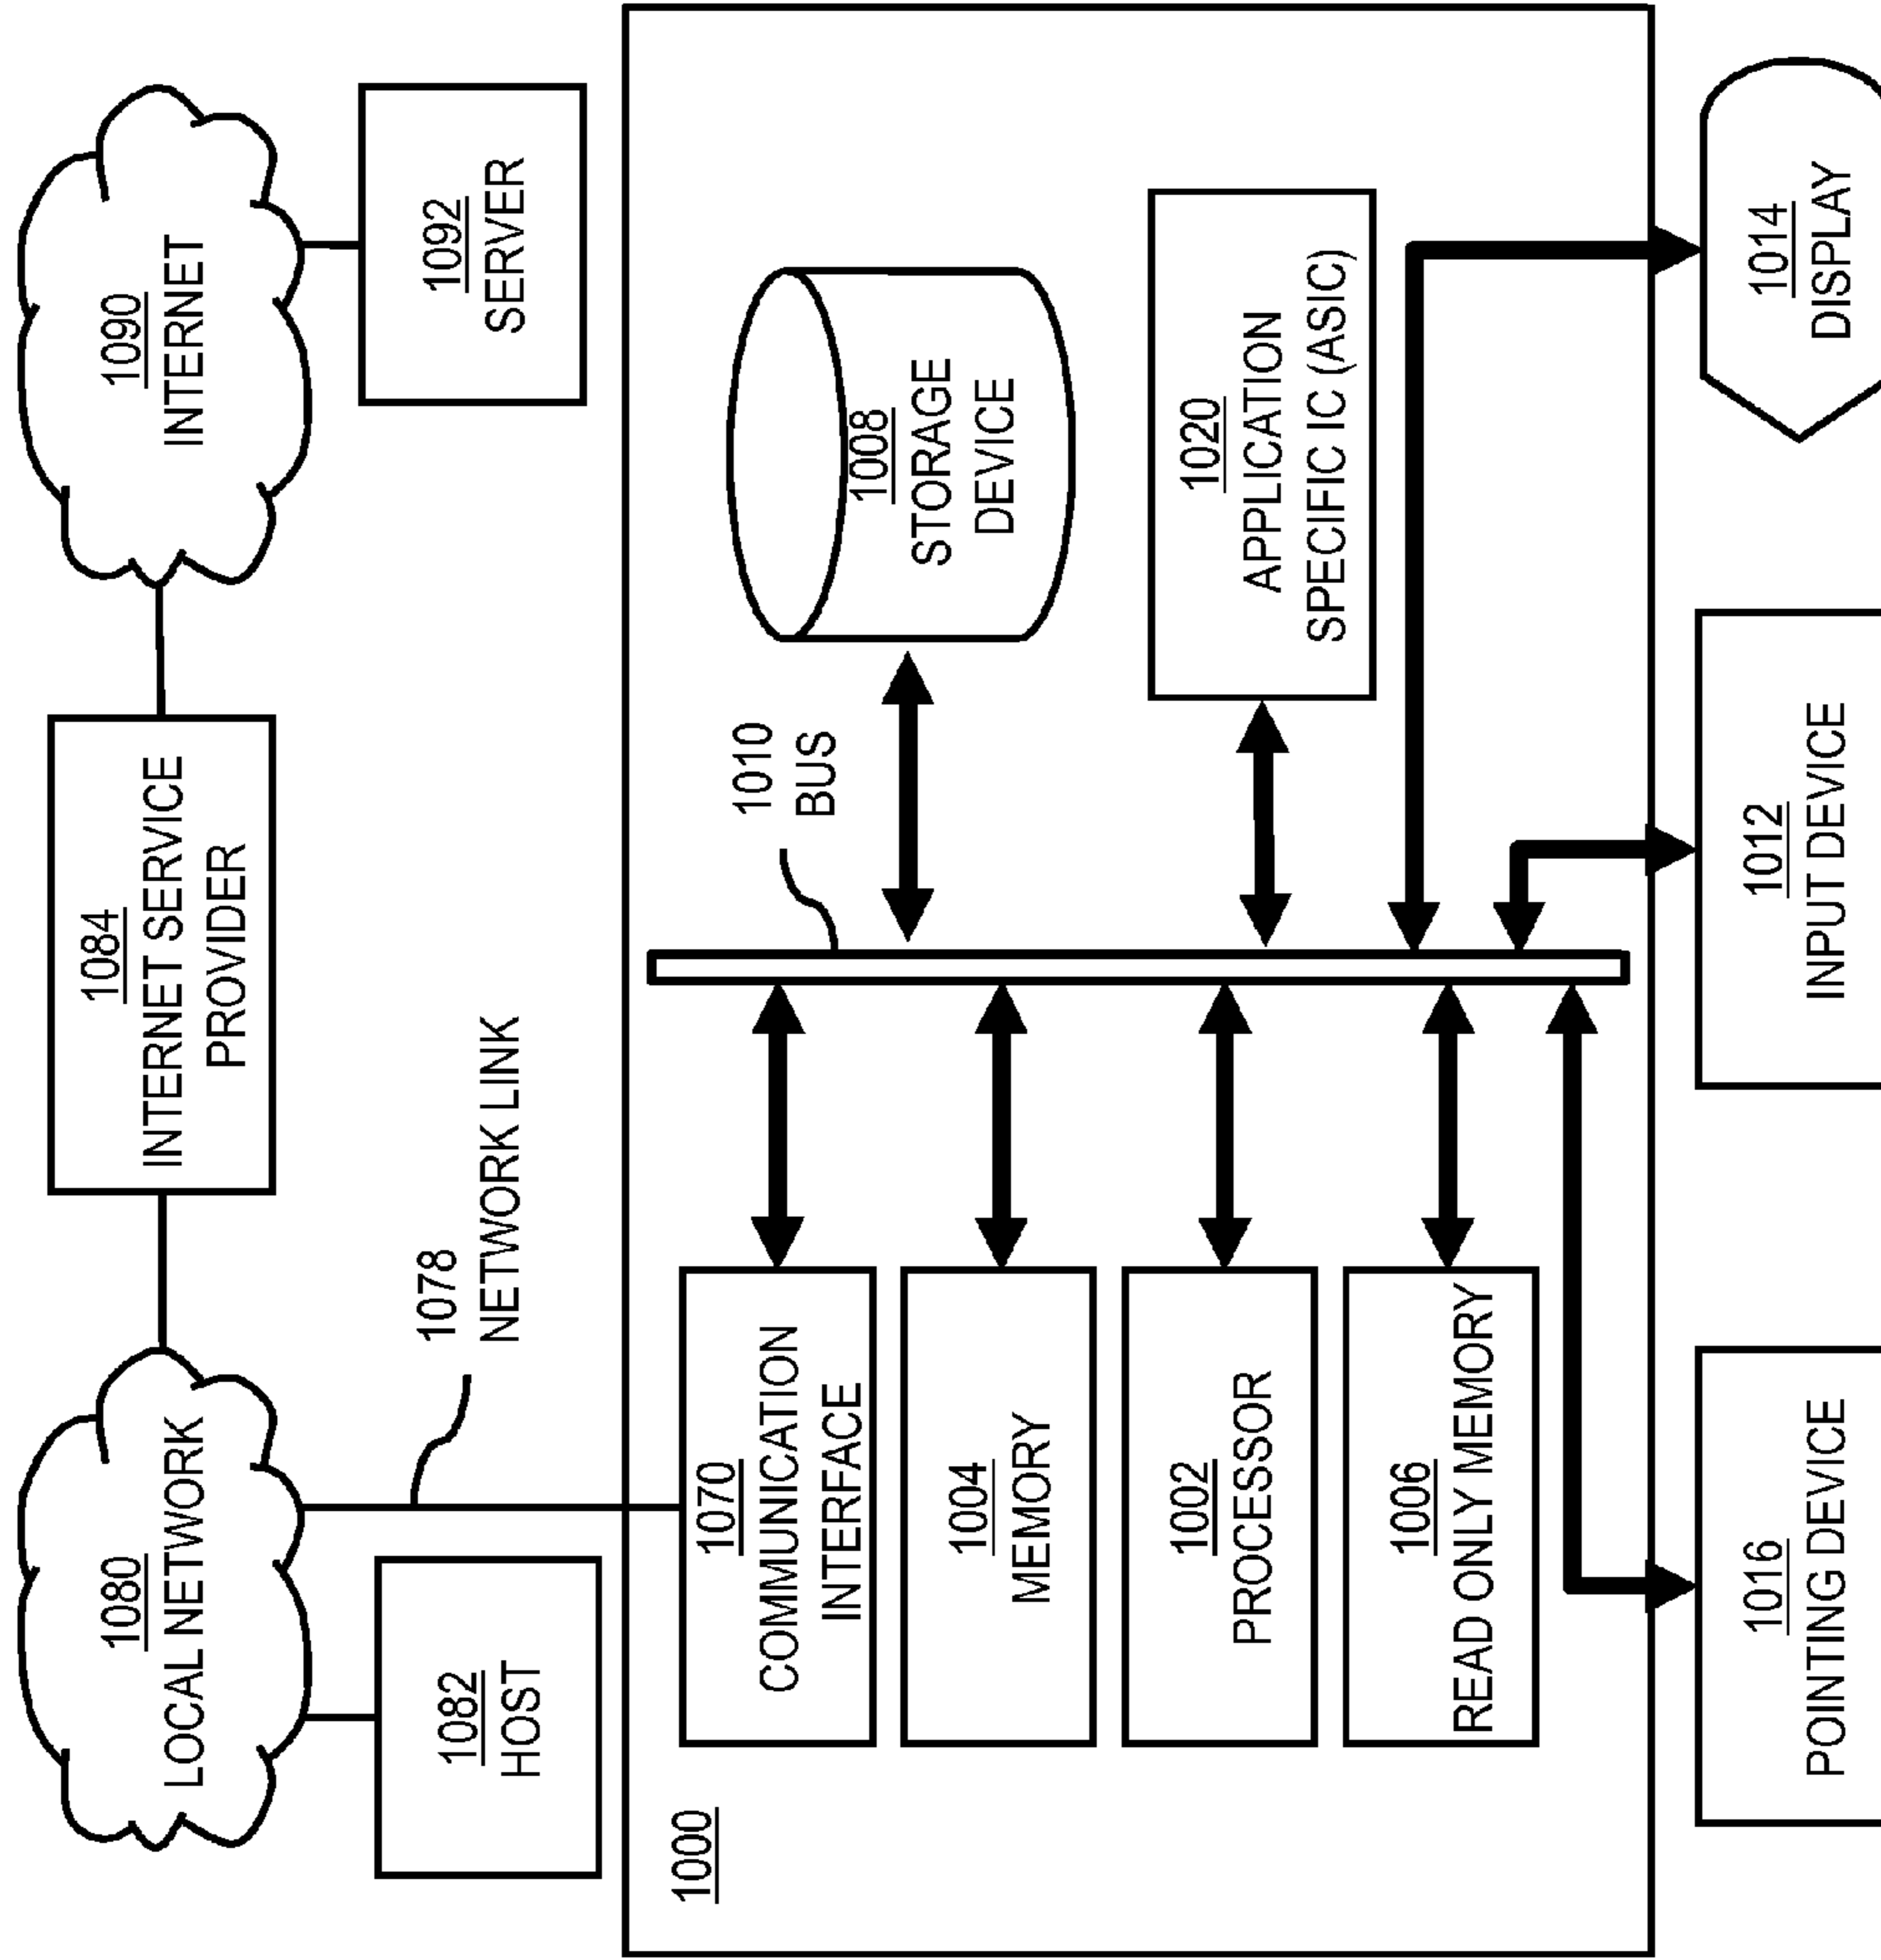 1080
LOCAL NETWORK
1084
INTERNET SERVICE
PROVIDER
1090
INTERNET
1082
HOST
1078
NETWORK LINK
1092
SERVER
1000
1070
COMMUNICATION
INTERFACE
1010
BUS
1008
STORAGE
DEVICE
1004
MEMORY
1002
PROCESSOR
1020
APPLICATION
SPECIFIC IC (ASIC)
1006
READ ONLY MEMORY
1016
POINTING DEVICE
1012
INPUT DEVICE
1014
DISPLAY